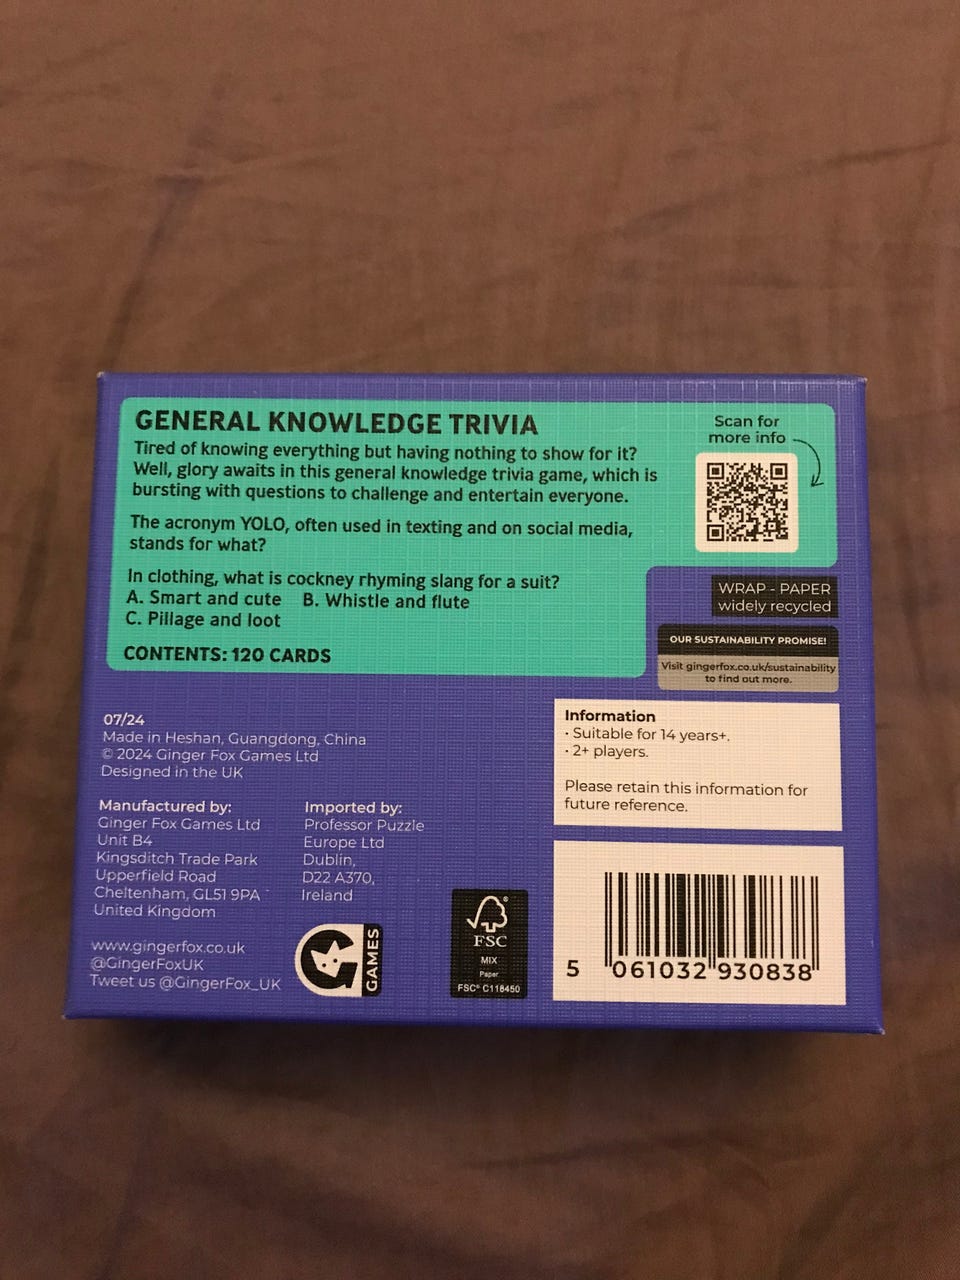 GENERAL KNOWLEDGE TRIVIA
Tired of knowing everything but having nothing to show for it?
Well, glory awaits in this general knowledge trivia game, which is
bursting with questions to challenge and entertain everyone.
The acronym YOLO, often used in texting and on social media,
stands for what?
In clothing, what is cockney rhyming slang for a suit?
A. Smart and cute B. Whistle and flute
C. Pillage and loot
CONTENTS: 120 CARDS
Scan for
more info
WRAP - PAPER
widely recycled
OUR SUSTAINABILITY PROMISE!
Visit gingerfox.co.uk/sustainability
to find out more.
07/24
Made in Heshan, Guangdong, China
© 2024 Ginger Fox Games Ltd
Designed in the UK
Information
· Suitable for 14 years+.
· 2+ players.
Please retain this information for
future reference.
Manufactured by:
Ginger Fox Games Ltd
Unit B4
Kingsditch Trade Park
Upperfield Road
Cheltenham, GL51 9PA
United Kingdom
Imported by:
Professor Puzzle
Europe Ltd
Dublin,
D22 A370,
Ireland
www.gingerfox.co.uk
@GingerFoxUK
Tweet us @GingerFox_UK
G GAMES
FSC
MIX
Paper
FSC® C118450
5 061032 930838